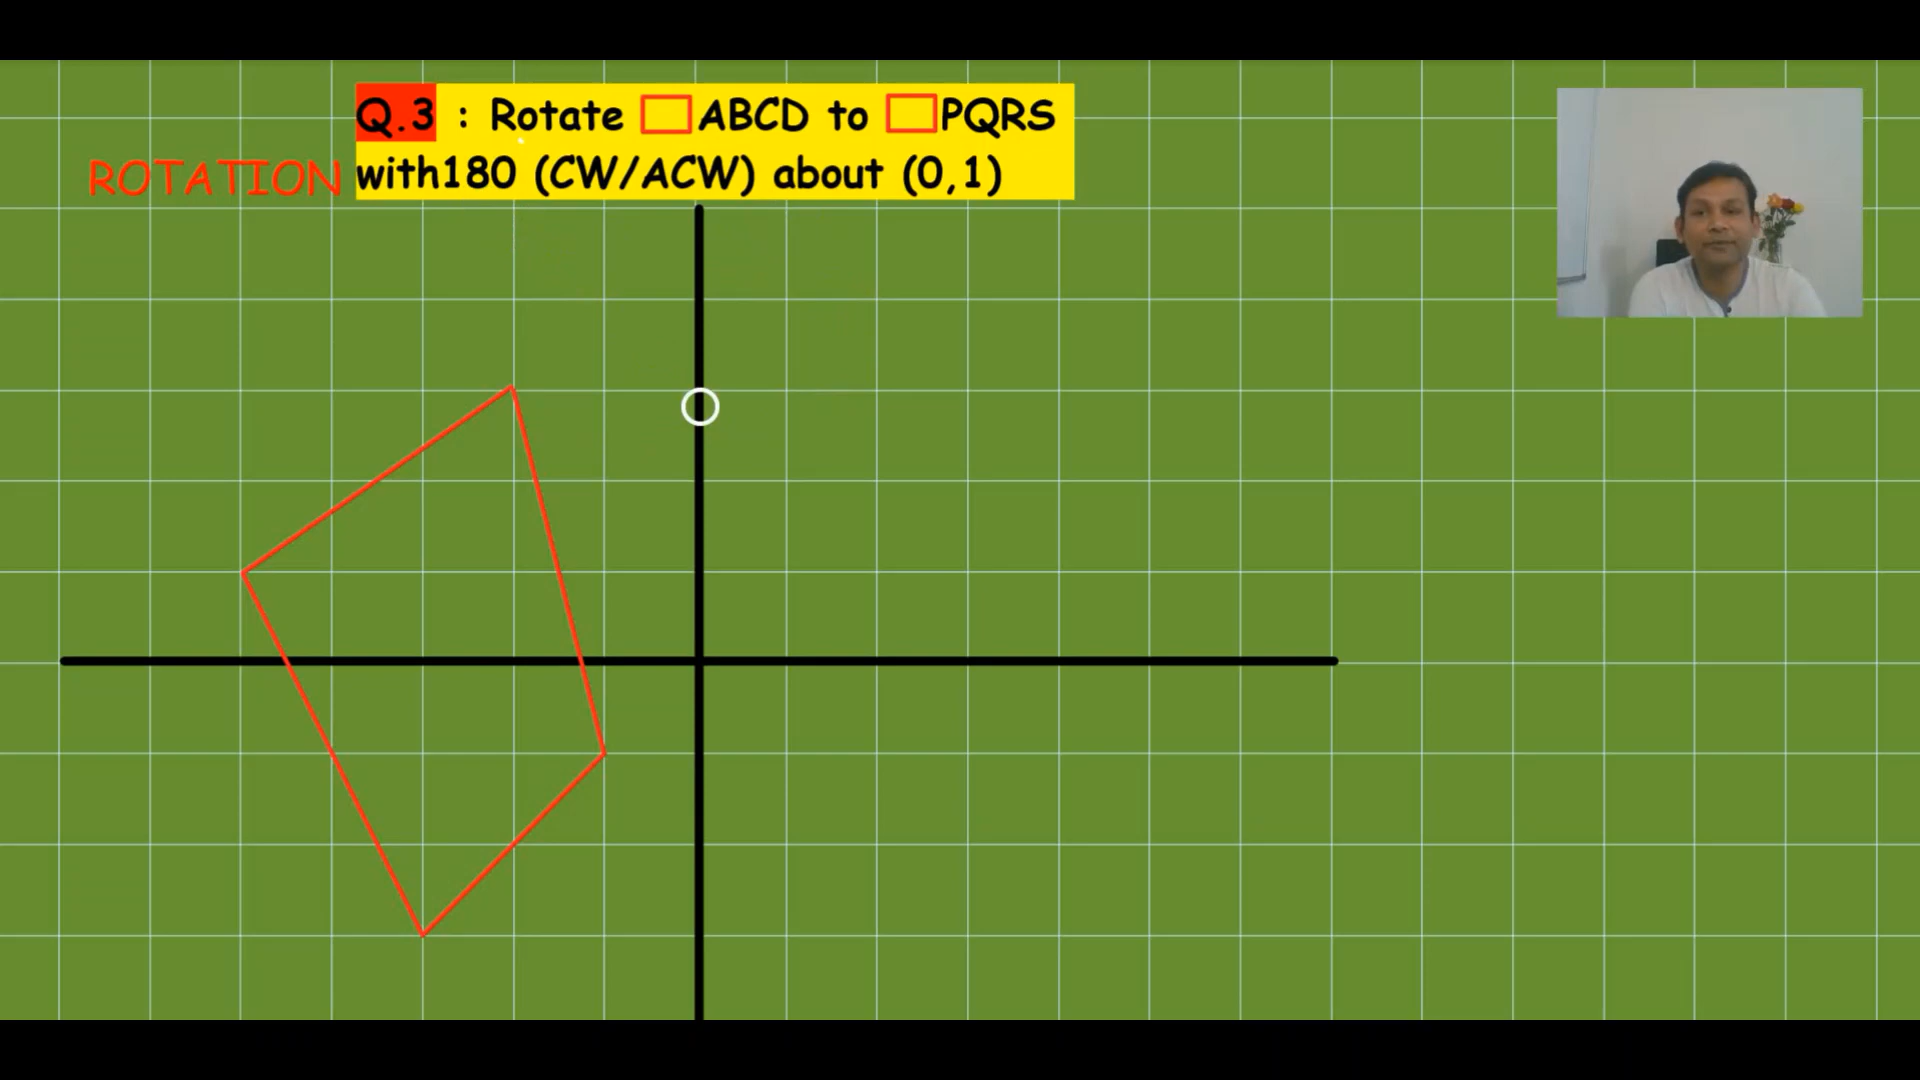 Q.3 : Rotate ABCD to PQRS
ROTATION with180 (CW/ACW) about (0,1)